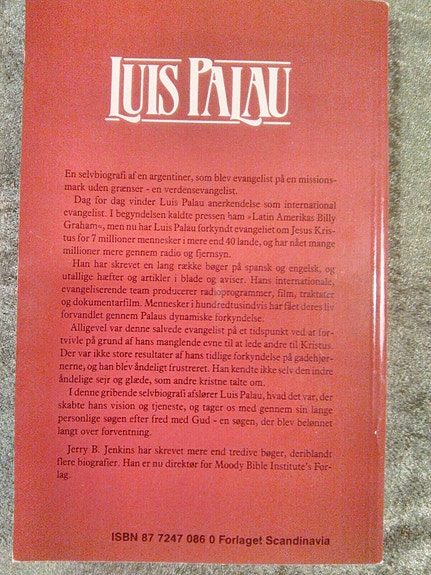 LUIS PALAU
En selvbiografi af en argentiner, som blev evangelist på en missions-
mark uden grænser - en verdensevangelist.
Dag for dag vinder Luis Palau anerkendelse som international
evangelist. I begyndelsen kaldte pressen ham »Latin Amerikas Billy
Graham«, men nu har Luis Palau forkyndt evangeliet om Jesus Kris-
tus for 7 millioner mennesker i mere end 40 lande, og har nået mange
millioner mere gennem radio og fjernsyn.
Han har skrevet en lang række bøger på spansk og engelsk, og
utallige hæfter og artikler i blade og aviser. Hans internationale,
evangeliserende team producerer radioprogrammer, film, traktater
og dokumentarfilm. Mennesker i hundredtusindvis har fået deres liv
forvandlet gennem Palaus dynamiske forkyndelse.
Alligevel var denne salvede evangelist på et tidspunkt ved at for-
tvivle på grund af hans manglende evne til at lede andre til Kristus.
Der var ikke store resultater af hans tidlige forkyndelse på gadehjør-
nerne, og han blev åndeligt frustreret. Han kendte ikke selv den indre
åndelige sejr og glæde, som andre kristne talte om.
I denne gribende selvbiografi afslører Luis Palau, hvad det var, der
skabte hans vision og tjeneste, og tager os med gennem sin lange
personlige søgen efter fred med Gud - en søgen, der blev belønnet
langt over forventning.
Jerry B. Jenkins har skrevet mere end tredive bøger, deriblandt
flere biografier. Han er nu direktør for Moody Bible Institute's For-
lag.
ISBN 87 7247 086 0 Forlaget Scandinavia